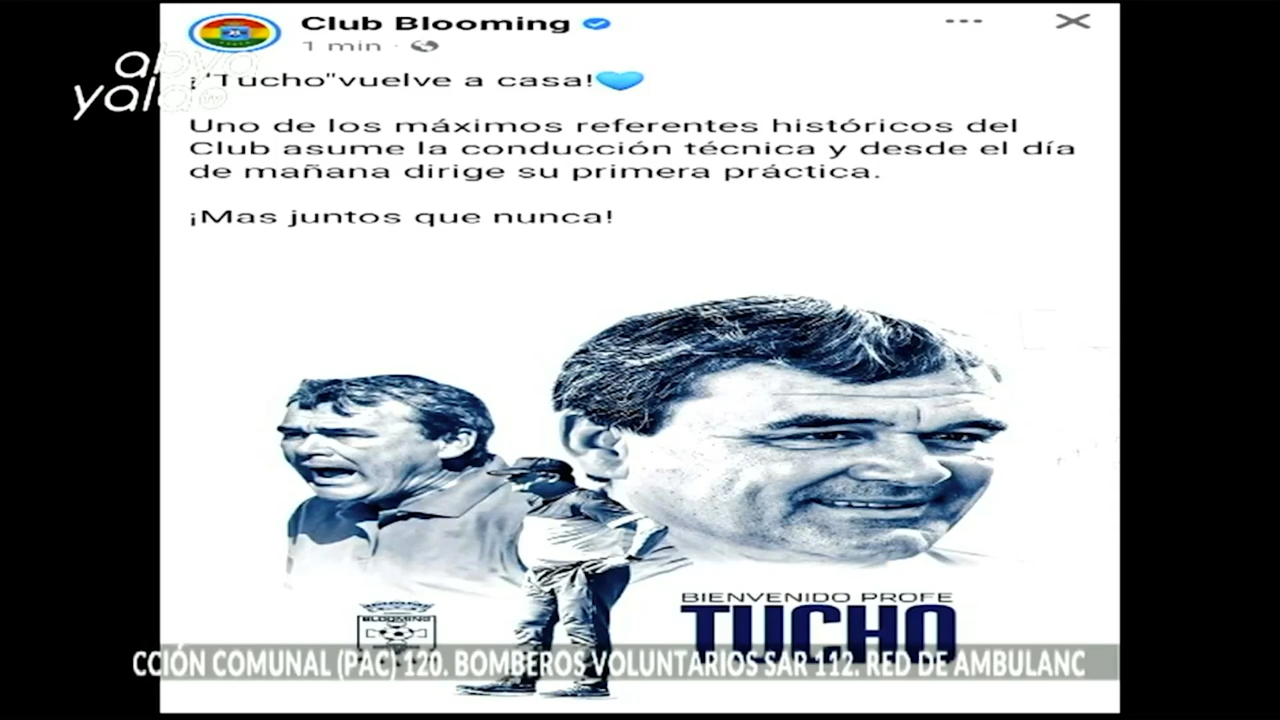 Club Blooming
1 min
abya
yala
¡"Tucho"vuelve a casa!
Uno de los máximos referentes históricos del
Club asume la conducción técnica y desde el día
de mañana dirige su primera práctica.
¡Mas juntos que nunca!
BIENVENIDO PROFE
TUCHO
BLOOMING
CCIÓN COMUNAL (PAC) 120. BOMBEROS VOLUNTARIOS SAR 112. RED DE AMBULANC